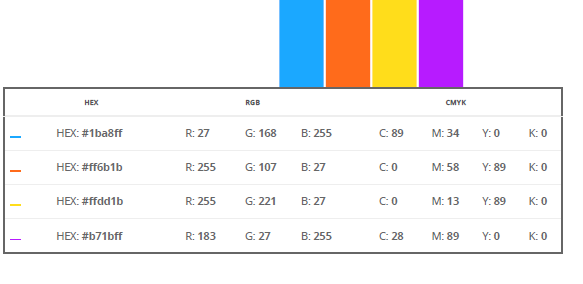 HEX RGB CMYK
HEX: #1ba8ff R: 27 G: 168 B: 255 C: 89 M: 34 Y: 0 K: 0
HEX: #ff6b1b R: 255 G: 107 B: 27 C: 0 M: 58 Y: 89 K: 0
HEX: #ffdd1b R: 255 G: 221 B: 27 C: 0 M: 13 Y: 89 K: 0
HEX: #b71bff R: 183 G: 27 B: 255 C: 28 M: 89 Y: 0 K: 0